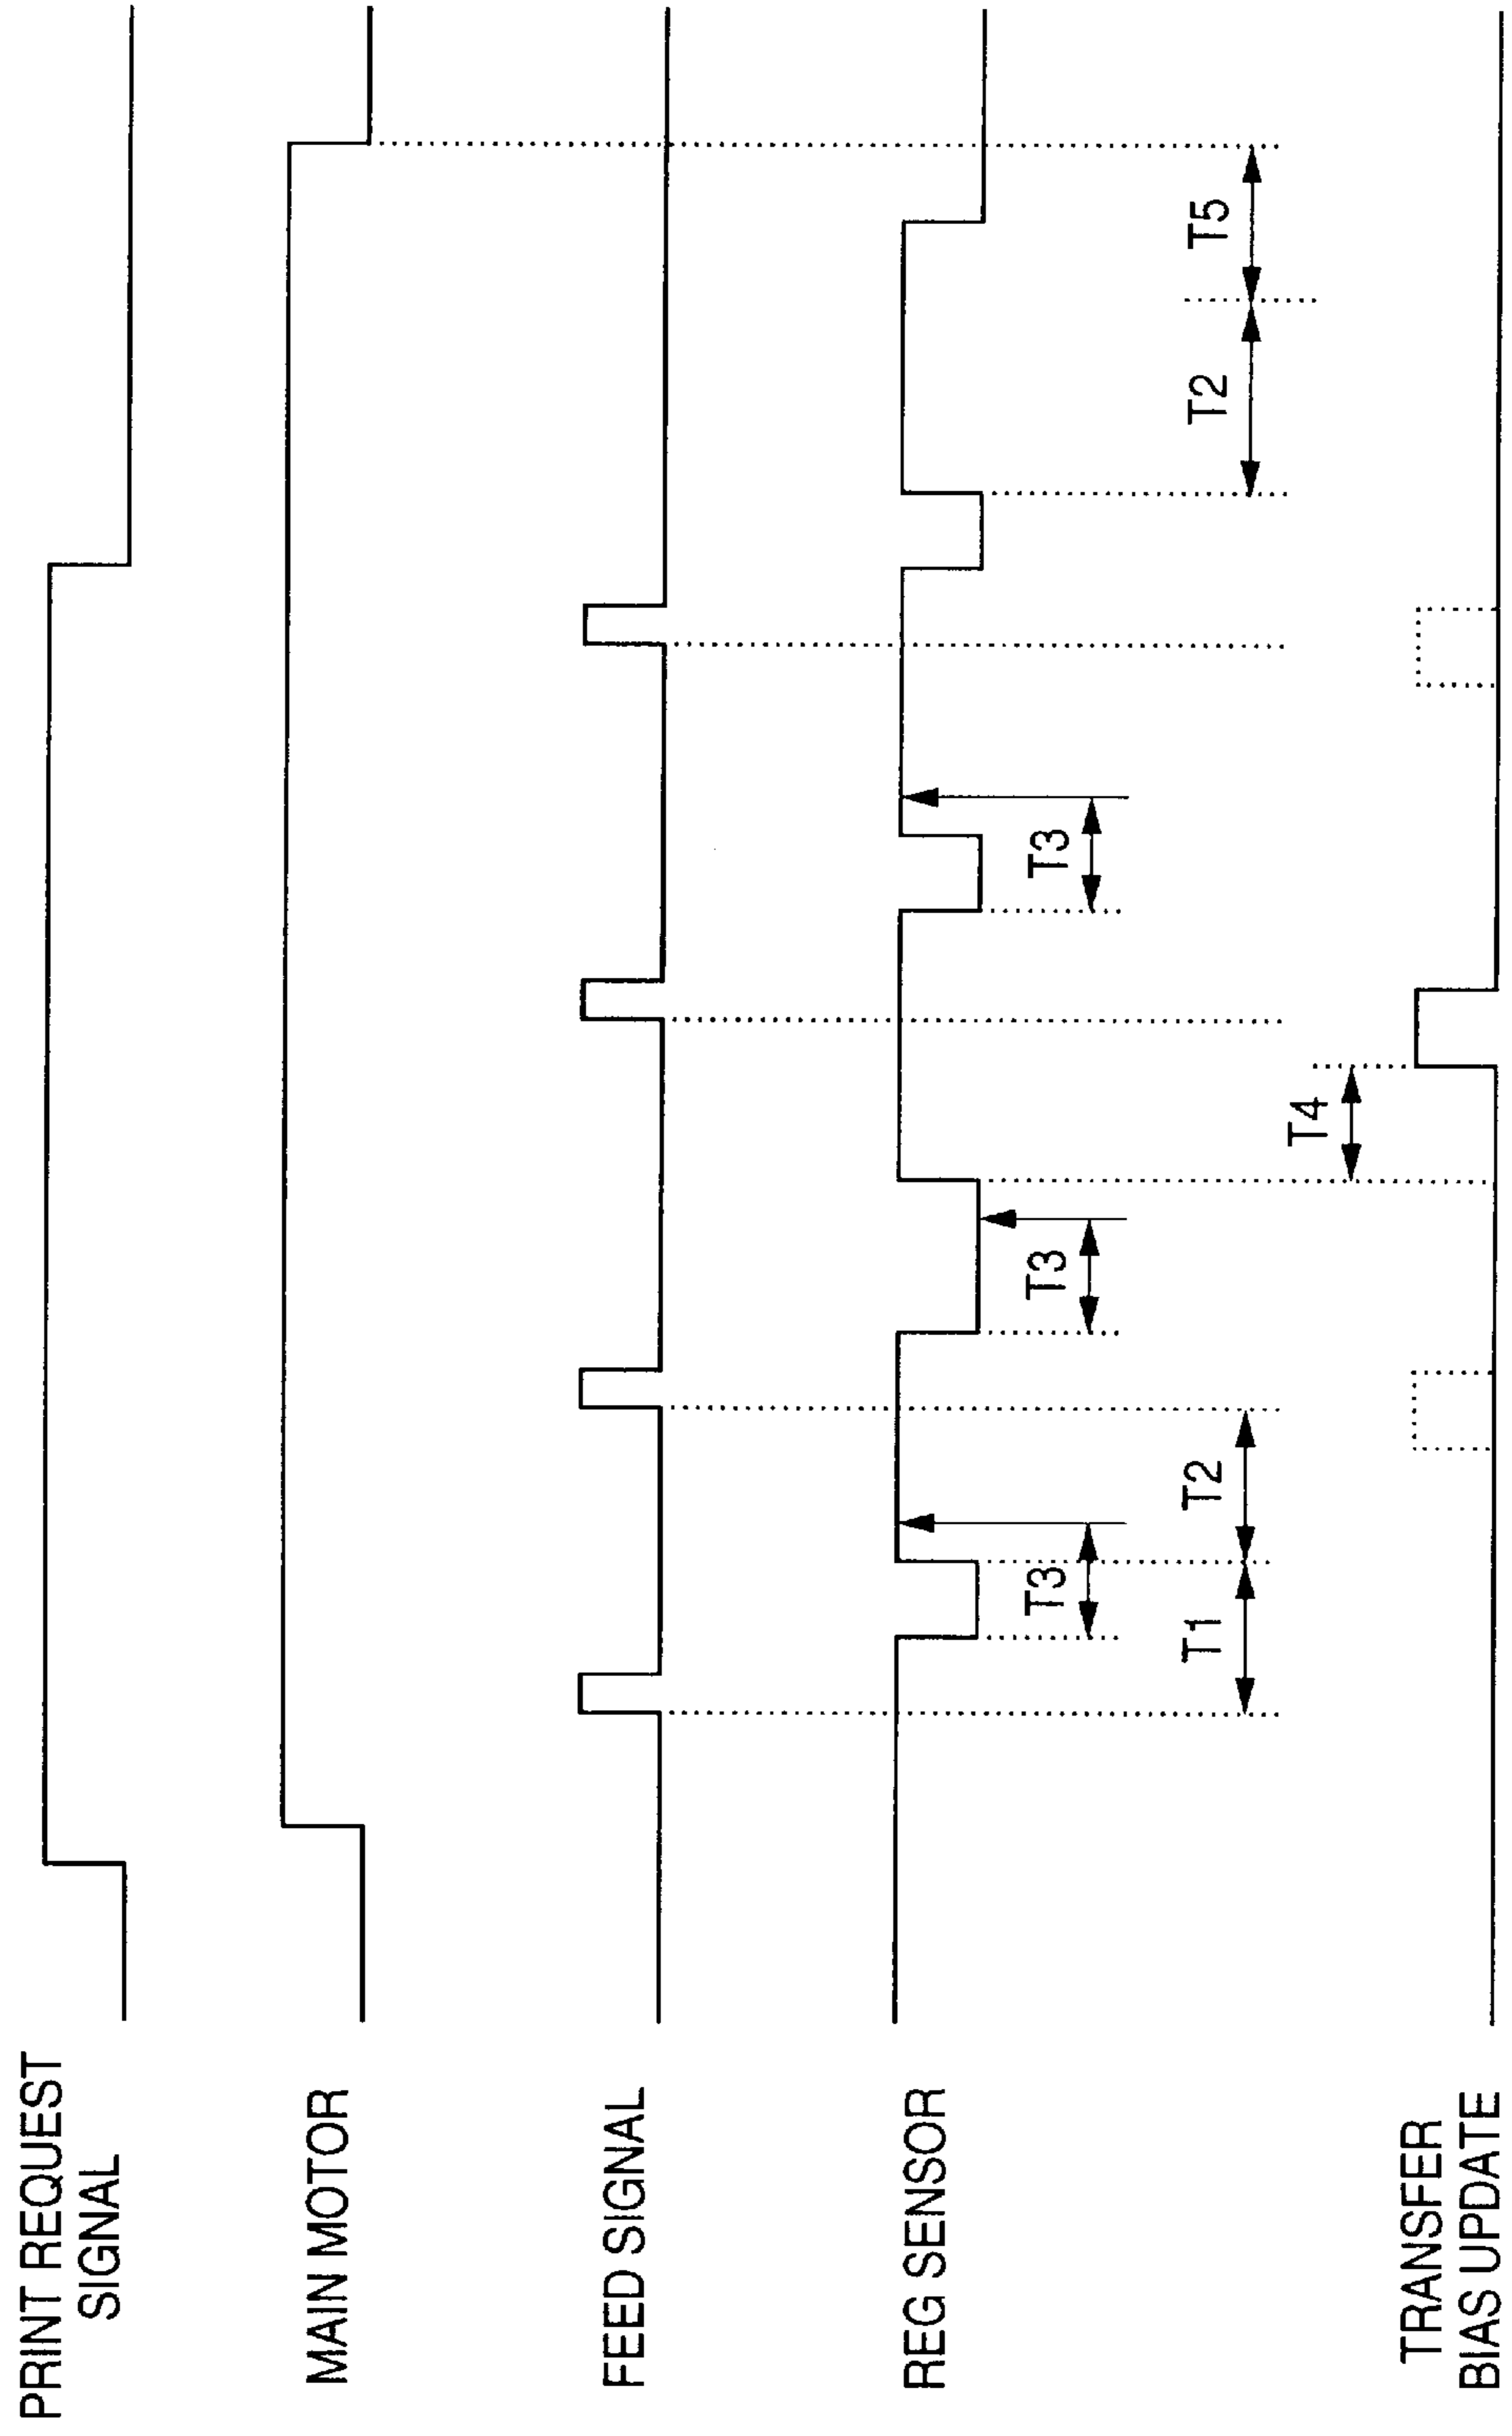 PRINT REQUEST
SIGNAL
MAIN MOTOR
FEED SIGNAL
REG SENSOR
T3
T3
T3
T1
T2
T2
T5
T4
TRANSFER
BIAS UPDATE